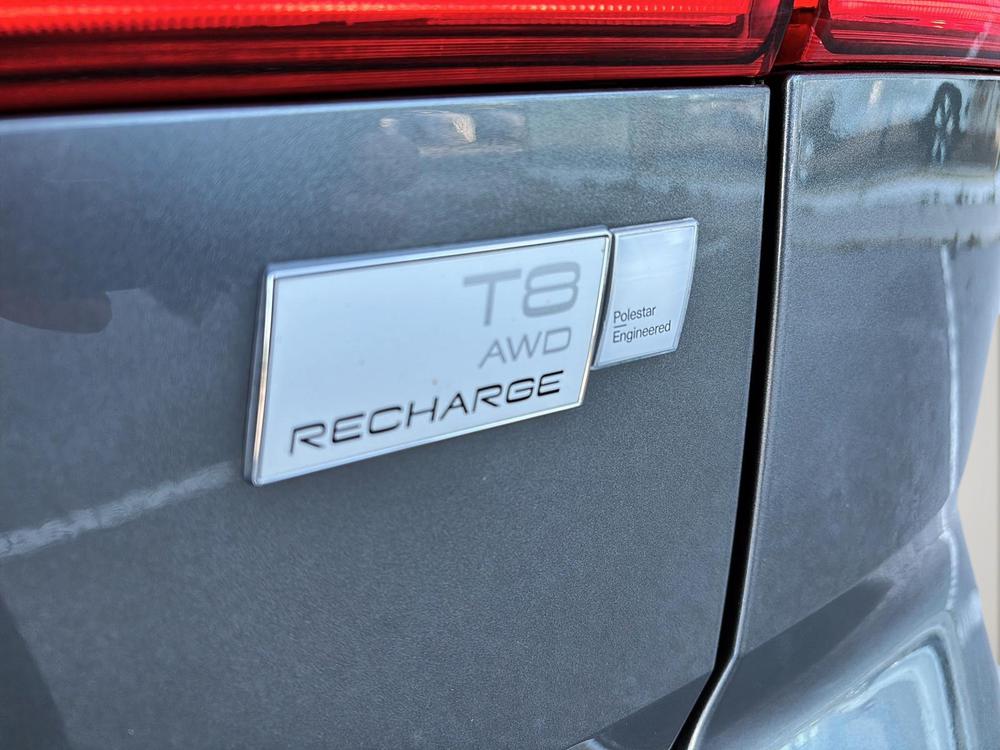 T8
AWD
RECHARGE
Polestar
Engineered